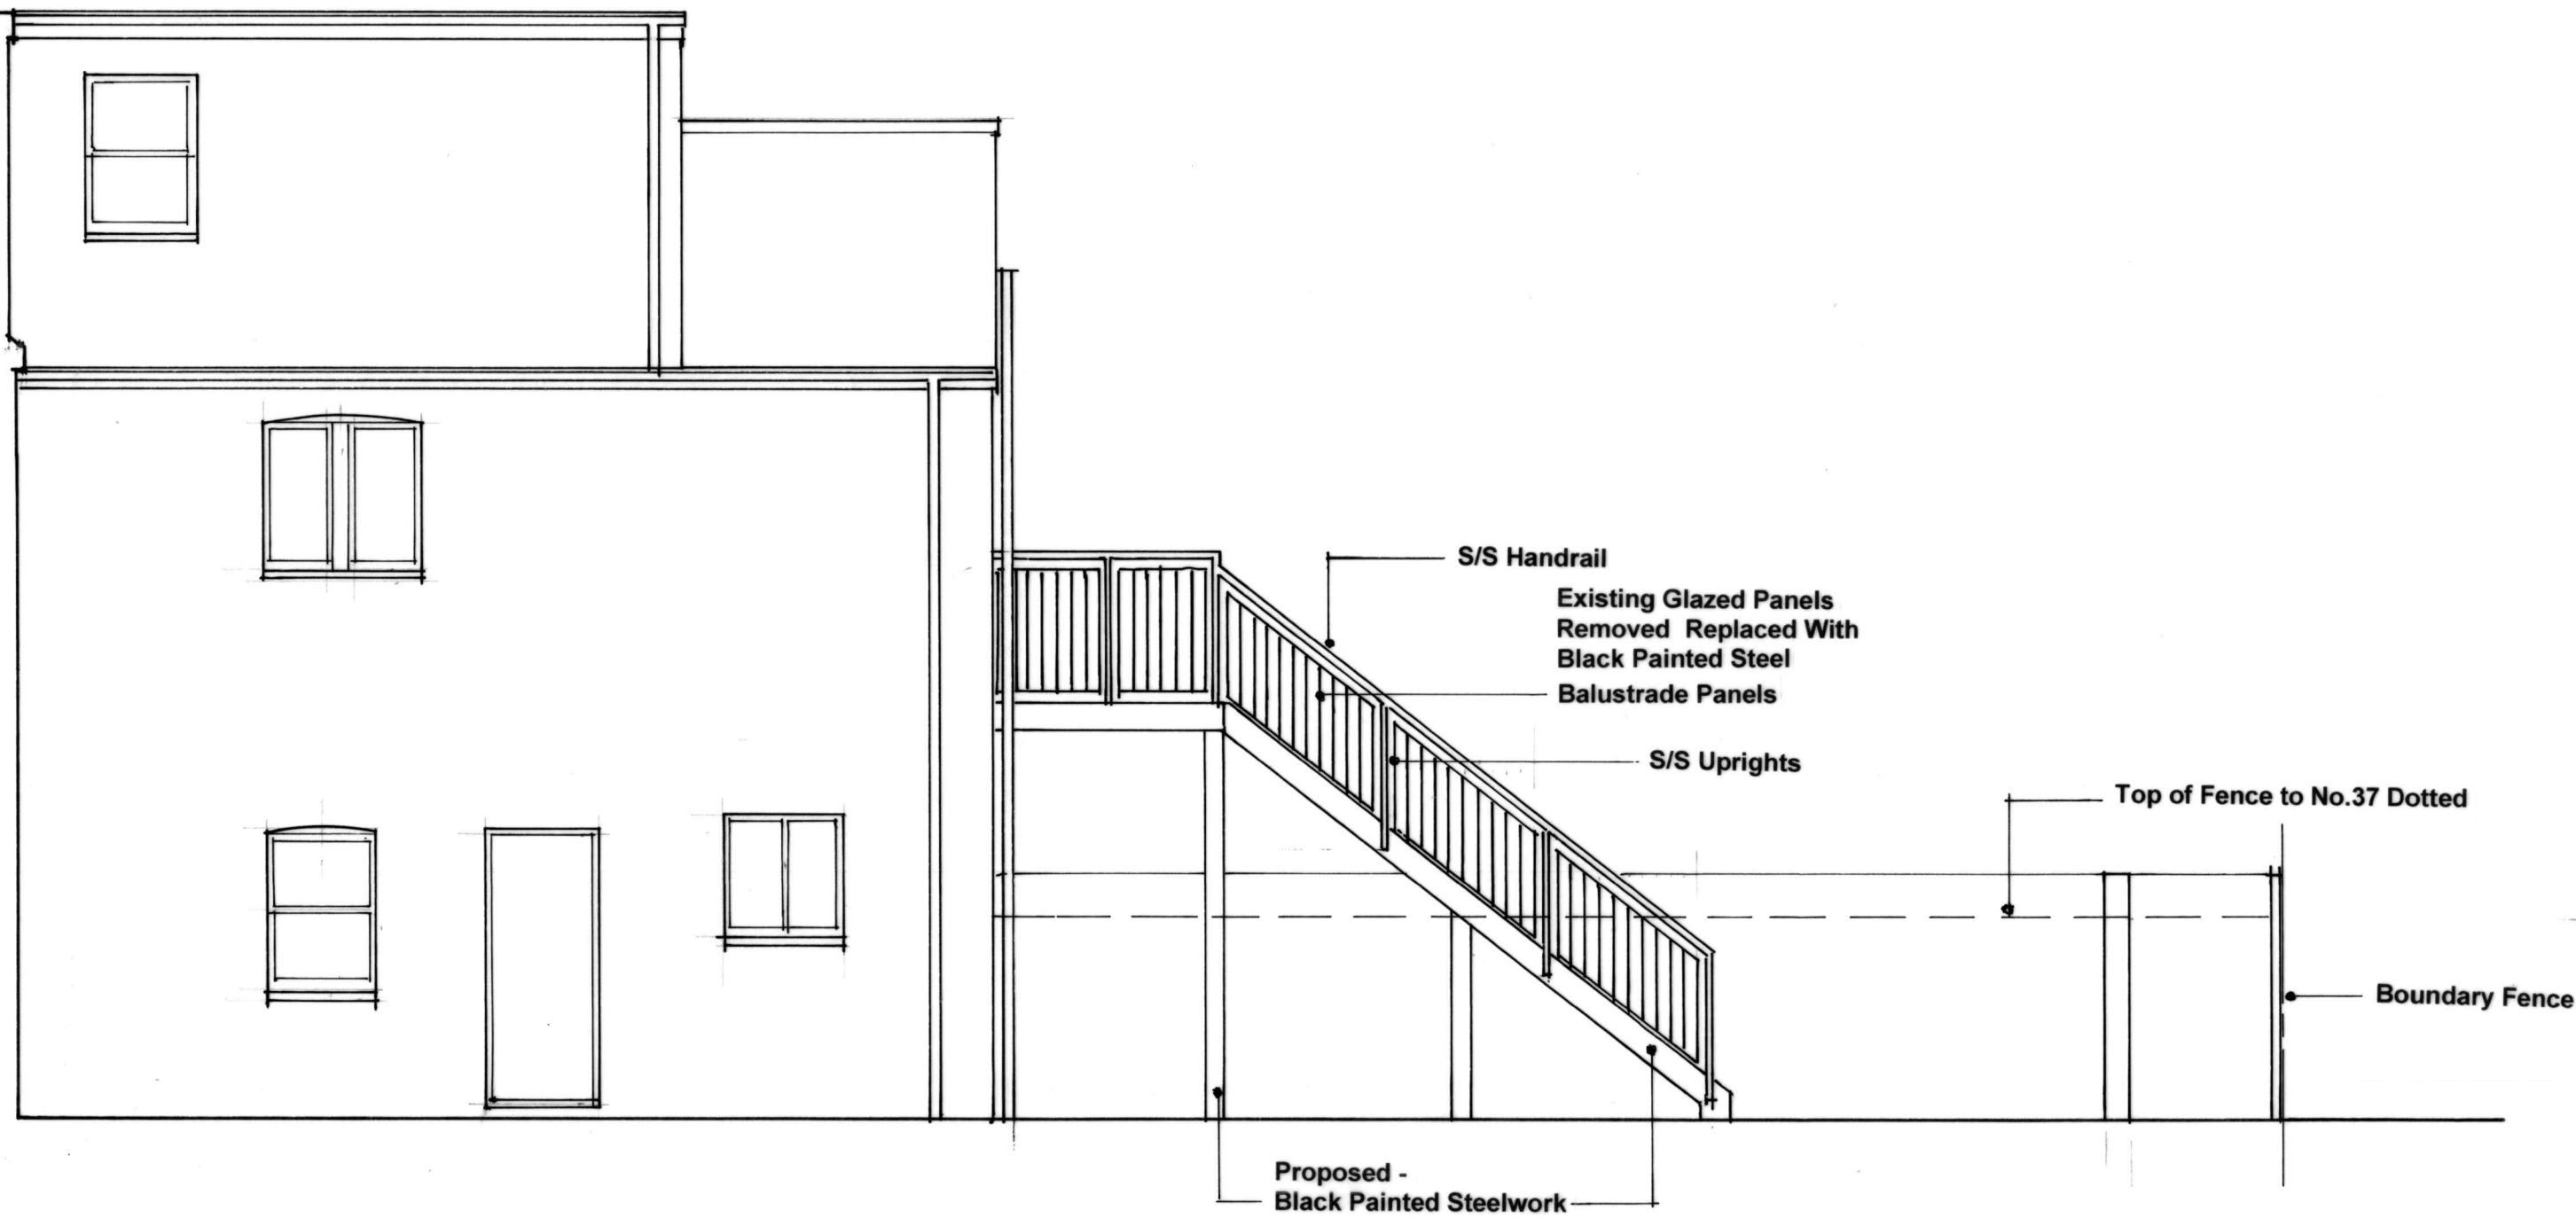 S/S Handrail
Existing Glazed Panels
Removed Replaced With
Black Painted Steel
Balustrade Panels
S/S Uprights
Top of Fence to No.37 Dotted
Boundary Fence
Proposed -
Black Painted Steelwork